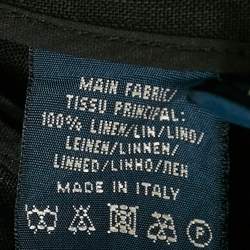 MAIN FABRIC/
TISSU PRINCIPAL:
100% LINEN/LIN/LINO/
LEINEN/LINNEN/
LINNED/LINHO/ЛЕН
MADE IN ITALY
P